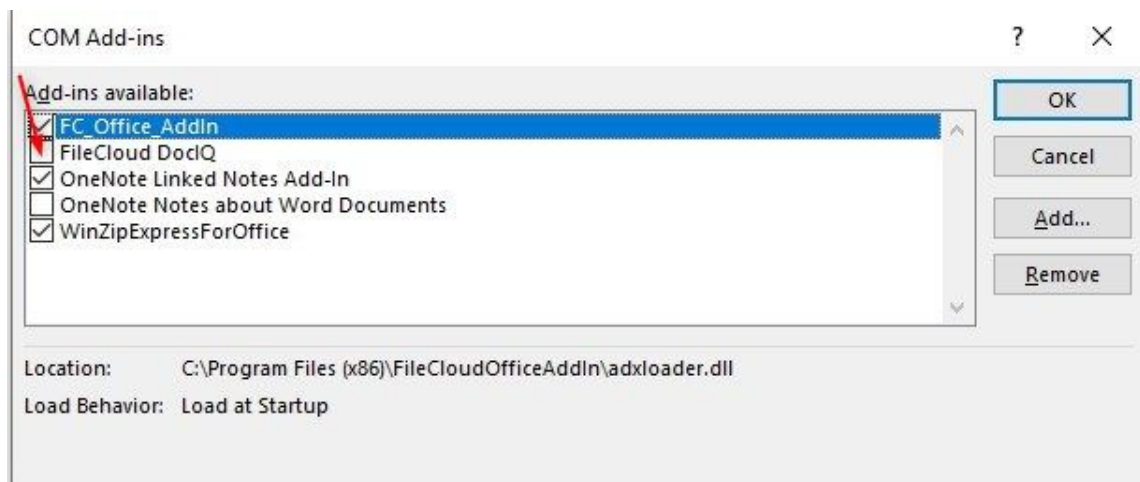 COM Add-ins
?
Add-ins available:
OK
FC_Office_AddIn
FileCloud DocIQ
Cancel
OneNote Linked Notes Add-In
OneNote Notes about Word Documents
Add...
WinZipExpressForOffice
Remove
Location: C:\Program Files (x86)\FileCloudOfficeAddIn\adxloader.dll
Load Behavior: Load at Startup